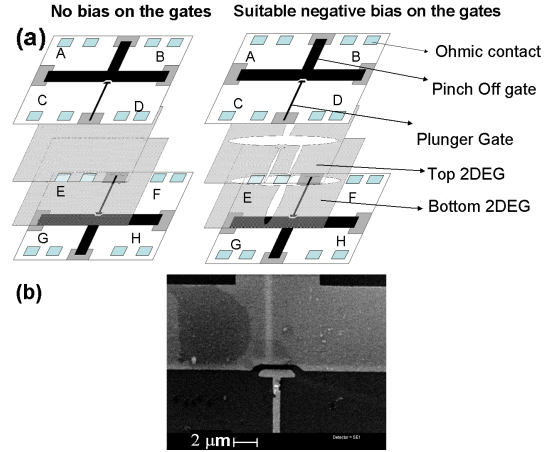 No bias on the gates
Suitable negative bias on the gates
(a)
A
B
C
D
E
F
G
H
A
B
C
D
E
F
G
H
Ohmic contact
Pinch Off gate
Plunger Gate
Top 2DEG
Bottom 2DEG
(b)
2 µm
Detector = SE1